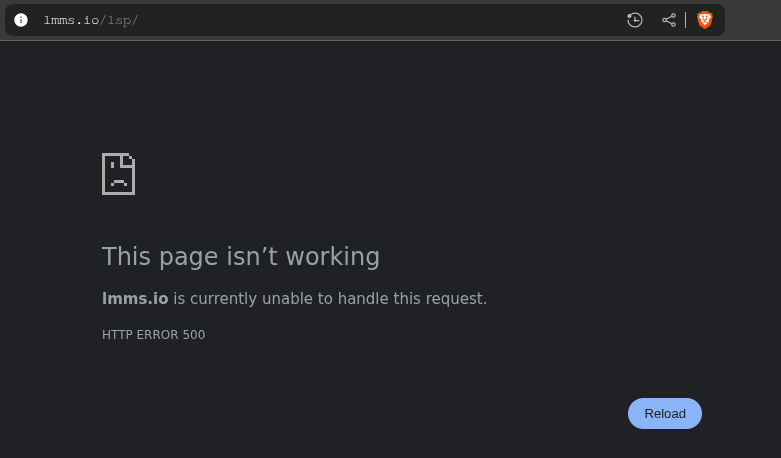 lmms.io/lsp/
This page isn’t working
lmms.io is currently unable to handle this request.
HTTP ERROR 500
Reload